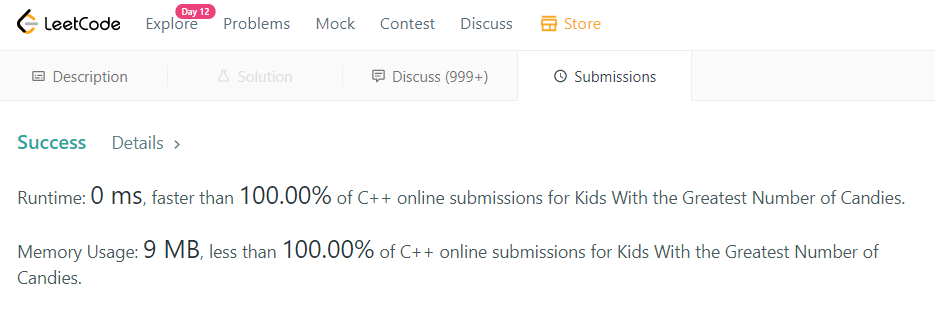 LeetCode Explore Day 12 Problems Mock Contest Discuss Store
Description Solution Discuss (999+) Submissions
Success Details >
Runtime: 0 ms, faster than 100.00% of C++ online submissions for Kids With the Greatest Number of Candies.
Memory Usage: 9 MB, less than 100.00% of C++ online submissions for Kids With the Greatest Number of
Candies.